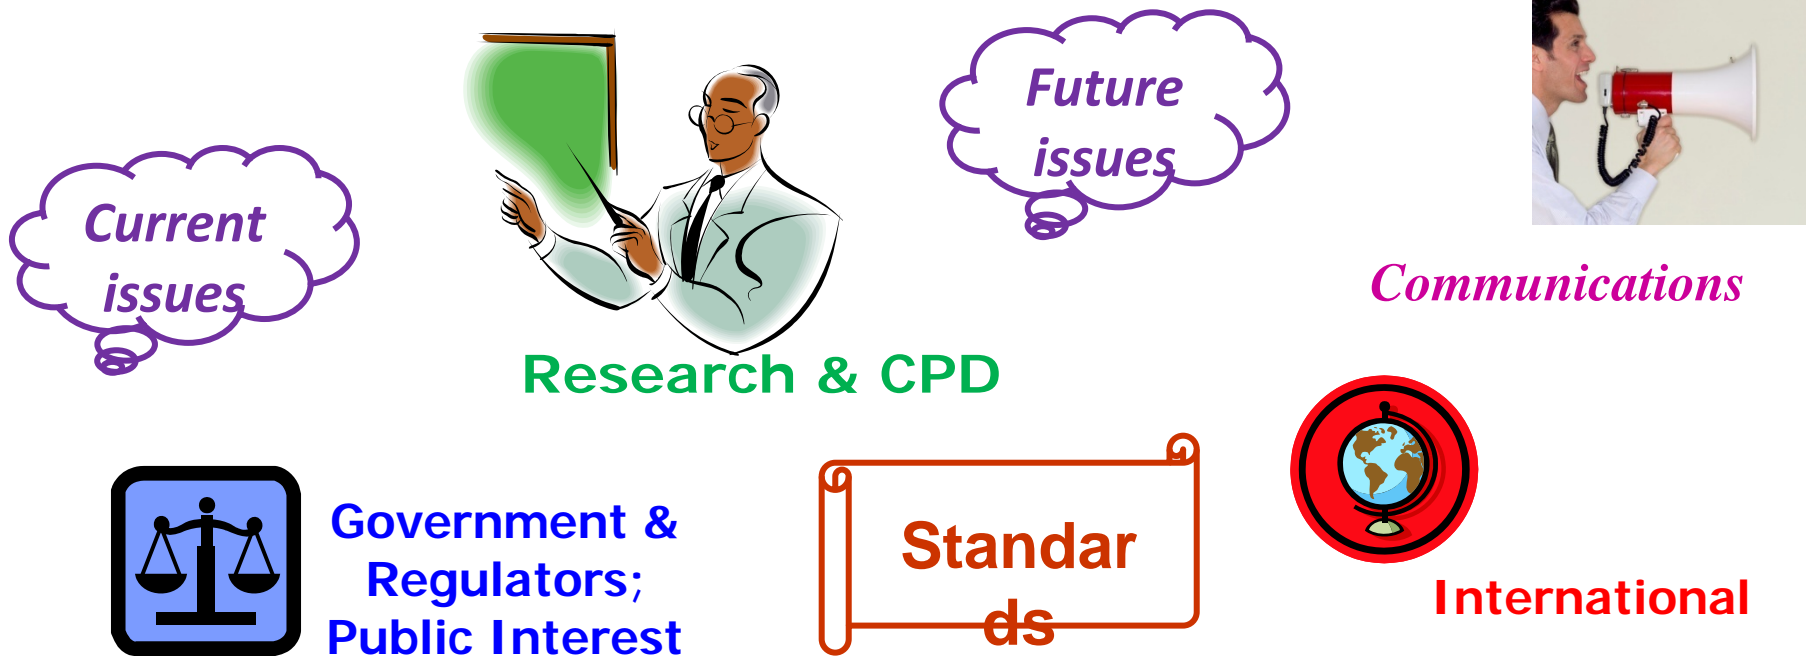 Future
issues
Current
issues
Communications
Research & CPD
Government &
Regulators;
Public Interest
Standar
ds
International